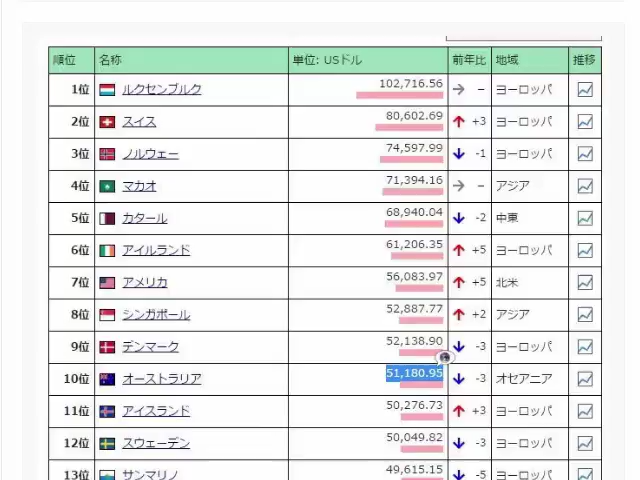 順位 名称 単位: USドル 前年比 地域 推移
1位 ルクセンブルク 102,716.56 － ヨーロッパ
2位 スイス 80,602.69 +3 ヨーロッパ
3位 ノルウェー 74,597.99 -1 ヨーロッパ
4位 マカオ 71,394.16 － アジア
5位 カタール 68,940.04 -2 中東
6位 アイルランド 61,206.35 +5 ヨーロッパ
7位 アメリカ 56,083.97 +5 北米
8位 シンガポール 52,887.77 +2 アジア
9位 デンマーク 52,138.90 -3 ヨーロッパ
10位 オーストラリア 51,180.95 -3 オセアニア
11位 アイスランド 50,276.73 +3 ヨーロッパ
12位 スウェーデン 50,049.82 -3 ヨーロッパ
13位 サンマリノ 49,615.15 -5 ヨーロッパ